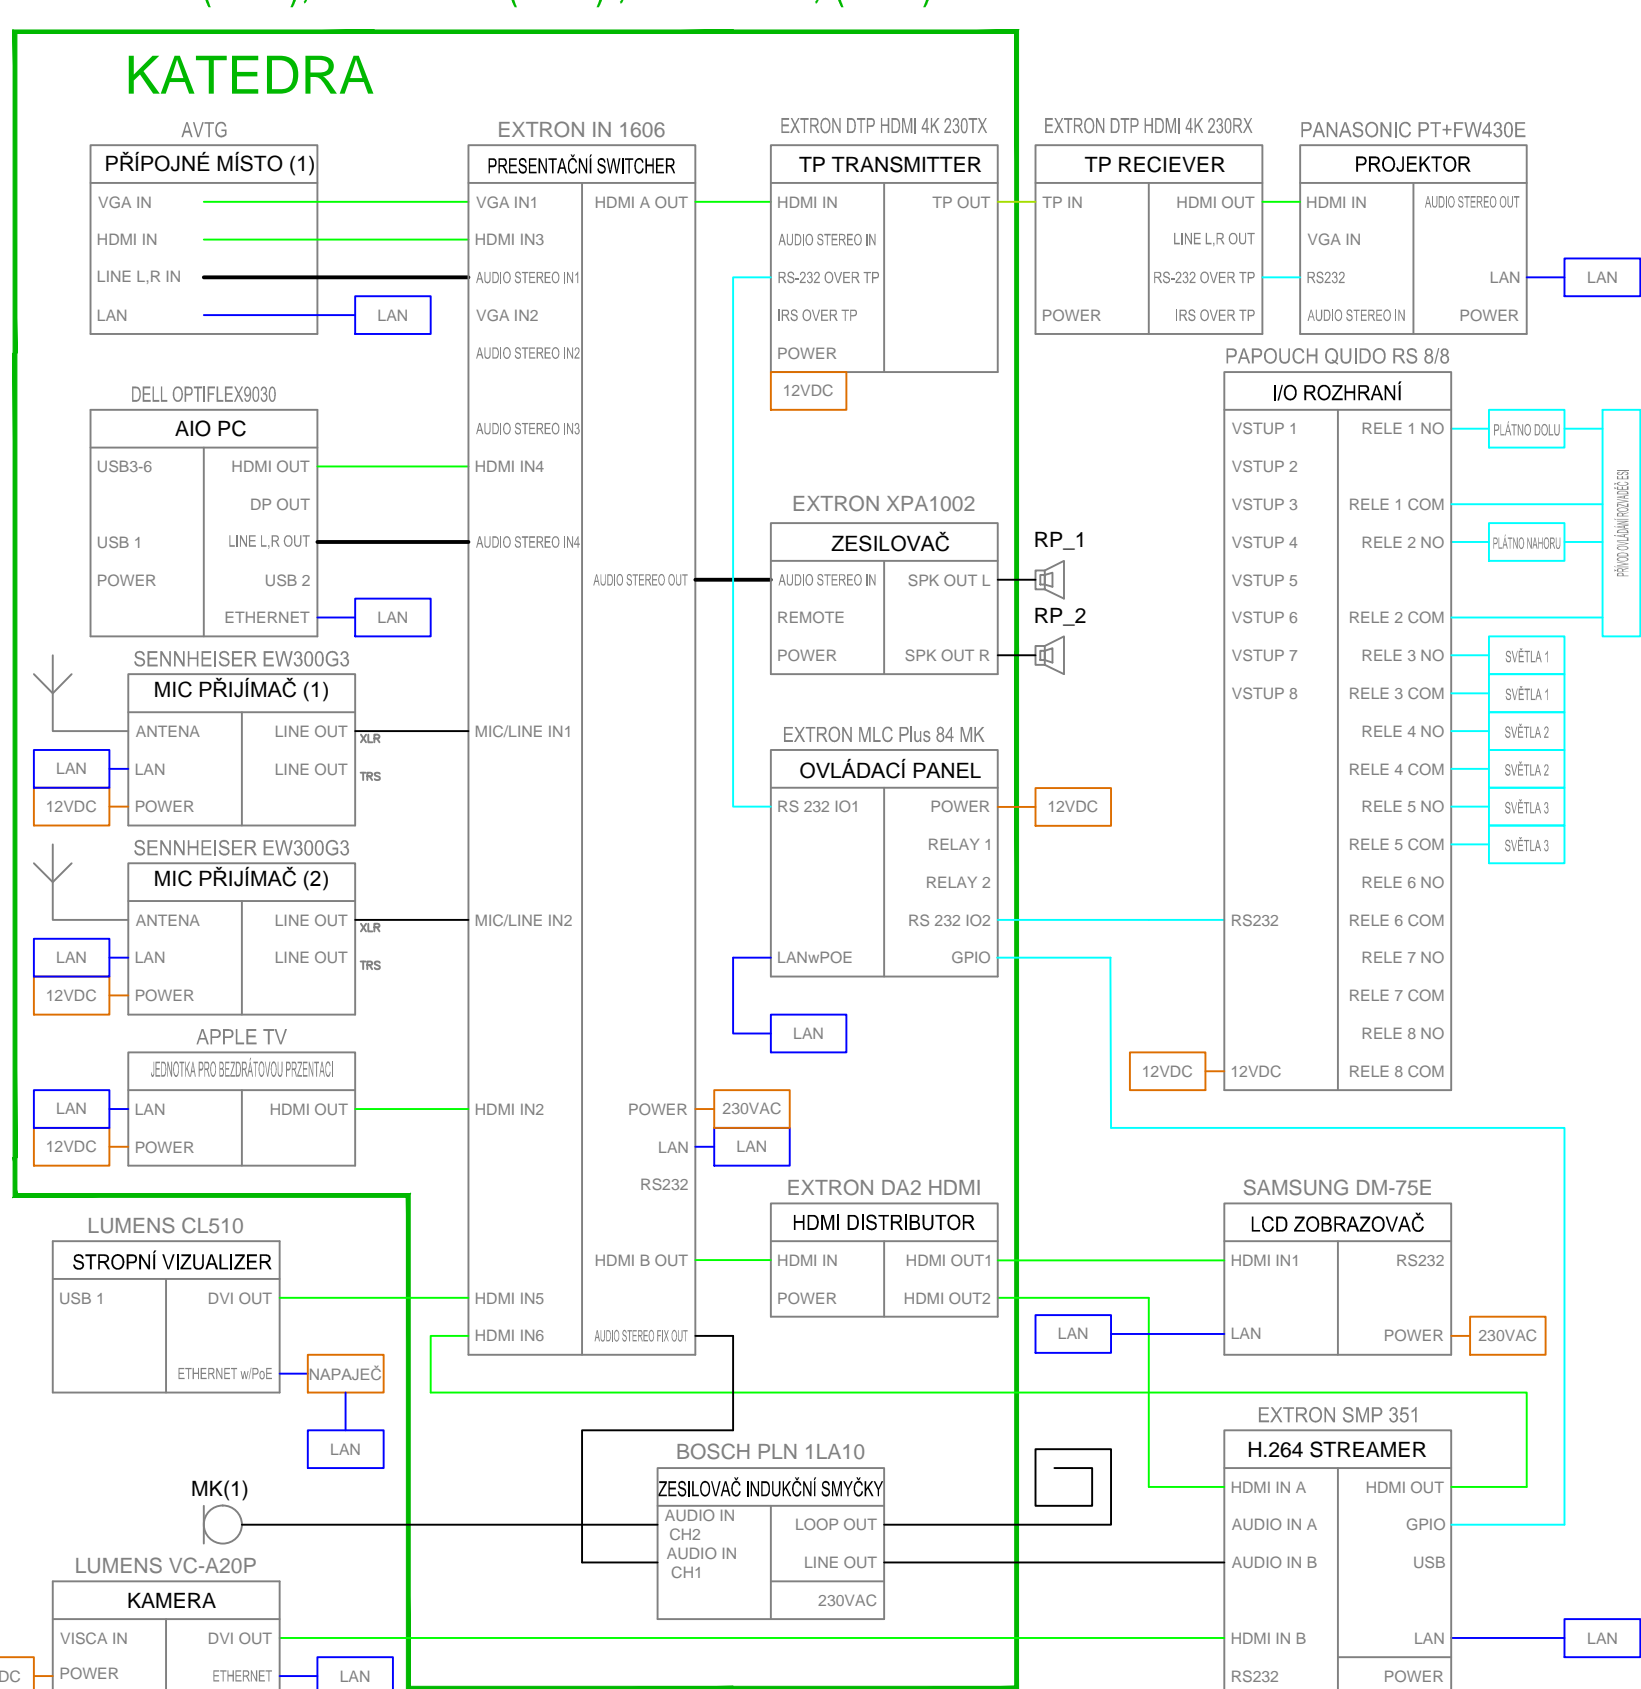 KATEDRA
AVTG
PŘÍPOJNÉ MÍSTO (1)
VGA IN
HDMI IN
LINE L,R IN
LAN
LAN
DELL OPTIFLEX9030
AIO PC
USB3-6
HDMI OUT
DP OUT
USB 1
LINE L,R OUT
POWER
USB 2
ETHERNET
LAN
SENNHEISER EW300G3
MIC PŘIJÍMAČ (1)
ANTENA
LINE OUT
XLR
LAN
LAN
LINE OUT
TRS
12VDC
POWER
SENNHEISER EW300G3
MIC PŘIJÍMAČ (2)
ANTENA
LINE OUT
XLR
LAN
LAN
LINE OUT
TRS
12VDC
POWER
APPLE TV
JEDNOTKA PRO BEZDRÁTOVOU PRZENTACI
LAN
LAN
HDMI OUT
12VDC
POWER
LUMENS CL510
STROPNÍ VIZUALIZER
USB 1
DVI OUT
ETHERNET w/PoE
NAPAJEČ
LAN
MK(1)
LUMENS VC-A20P
KAMERA
VISCA IN
DVI OUT
DC
POWER
ETHERNET
LAN
EXTRON IN 1606
PRESENTAČNÍ SWITCHER
VGA IN1
HDMI A OUT
HDMI IN3
AUDIO STEREO IN1
VGA IN2
AUDIO STEREO IN2
AUDIO STEREO IN3
HDMI IN4
AUDIO STEREO IN4
AUDIO STEREO OUT
MIC/LINE IN1
MIC/LINE IN2
HDMI IN2
POWER
230VAC
LAN
LAN
RS232
HDMI B OUT
HDMI IN5
HDMI IN6
AUDIO STEREO FIX OUT
EXTRON DTP HDMI 4K 230TX
TP TRANSMITTER
HDMI IN
TP OUT
AUDIO STEREO IN
RS-232 OVER TP
IRS OVER TP
POWER
12VDC
EXTRON XPA1002
ZESILOVAČ
AUDIO STEREO IN
SPK OUT L
REMOTE
POWER
SPK OUT R
RP_1
RP_2
EXTRON MLC Plus 84 MK
OVLÁDACÍ PANEL
RS 232 IO1
POWER
12VDC
RELAY 1
RELAY 2
RS 232 IO2
LANwPOE
GPIO
LAN
EXTRON DA2 HDMI
HDMI DISTRIBUTOR
HDMI IN
HDMI OUT1
POWER
HDMI OUT2
BOSCH PLN 1LA10
ZESILOVAČ INDUKČNÍ SMYČKY
AUDIO IN
CH2
LOOP OUT
AUDIO IN
CH1
LINE OUT
230VAC
EXTRON DTP HDMI 4K 230RX
TP RECIEVER
TP IN
HDMI OUT
LINE L,R OUT
RS-232 OVER TP
POWER
IRS OVER TP
PANASONIC PT+FW430E
PROJEKTOR
HDMI IN
AUDIO STEREO OUT
VGA IN
RS232
LAN
LAN
AUDIO STEREO IN
POWER
PAPOUCH QUIDO RS 8/8
I/O ROZHRANÍ
VSTUP 1
RELE 1 NO
PLÁTNO DOLU
VSTUP 2
VSTUP 3
RELE 1 COM
VSTUP 4
RELE 2 NO
PLÁTNO NAHORU
VSTUP 5
VSTUP 6
RELE 2 COM
PŘÍVOD OVLÁDÁNÍ ROZVADĚČ ESI
VSTUP 7
RELE 3 NO
SVĚTLA 1
VSTUP 8
RELE 3 COM
SVĚTLA 1
RELE 4 NO
SVĚTLA 2
RELE 4 COM
SVĚTLA 2
RELE 5 NO
SVĚTLA 3
RELE 5 COM
SVĚTLA 3
RELE 6 NO
RS232
RELE 6 COM
RELE 7 NO
RELE 7 COM
RELE 8 NO
12VDC
12VDC
RELE 8 COM
SAMSUNG DM-75E
LCD ZOBRAZOVAČ
HDMI IN1
RS232
LAN
LAN
POWER
230VAC
EXTRON SMP 351
H.264 STREAMER
HDMI IN A
HDMI OUT
AUDIO IN A
GPIO
AUDIO IN B
USB
HDMI IN B
LAN
LAN
RS232
POWER